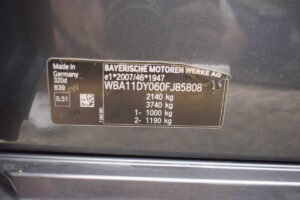 BAYERISCHE MOTOREN WERKE AG
Made in
Germany
e1*2007/46*1947
320d
WBA11DY060FJ85808
B39
0.51
2140 kg
3740 kg
1- 1000 kg
2- 1190 kg